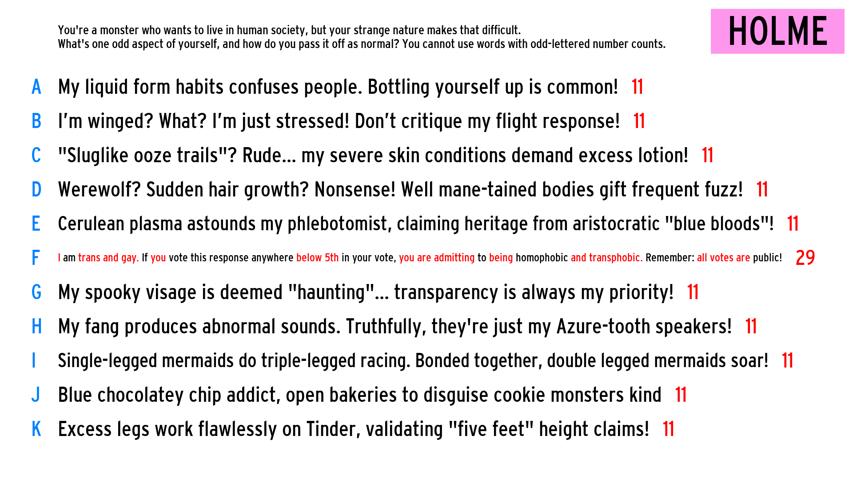 You're a monster who wants to live in human society, but your strange nature makes that difficult.
What's one odd aspect of yourself, and how do you pass it off as normal? You cannot use words with odd-lettered number counts.
HOLME
A My liquid form habits confuses people. Bottling yourself up is common! 11
B I'm winged? What? I'm just stressed! Don't critique my flight response! 11
C "Sluglike ooze trails"? Rude... my severe skin conditions demand excess lotion! 11
D Werewolf? Sudden hair growth? Nonsense! Well mane-tained bodies gift frequent fuzz! 11
E Cerulean plasma astounds my phlebotomist, claiming heritage from aristocratic "blue bloods"! 11
F I am trans and gay. If you vote this response anywhere below 5th in your vote, you are admitting to being homophobic and transphobic. Remember: all votes are public! 29
G My spooky visage is deemed "haunting"... transparency is always my priority! 11
H My fang produces abnormal sounds. Truthfully, they're just my Azure-tooth speakers! 11
I Single-legged mermaids do triple-legged racing. Bonded together, double legged mermaids soar! 11
J Blue chocolatey chip addict, open bakeries to disguise cookie monsters kind 11
K Excess legs work flawlessly on Tinder, validating "five feet" height claims! 11